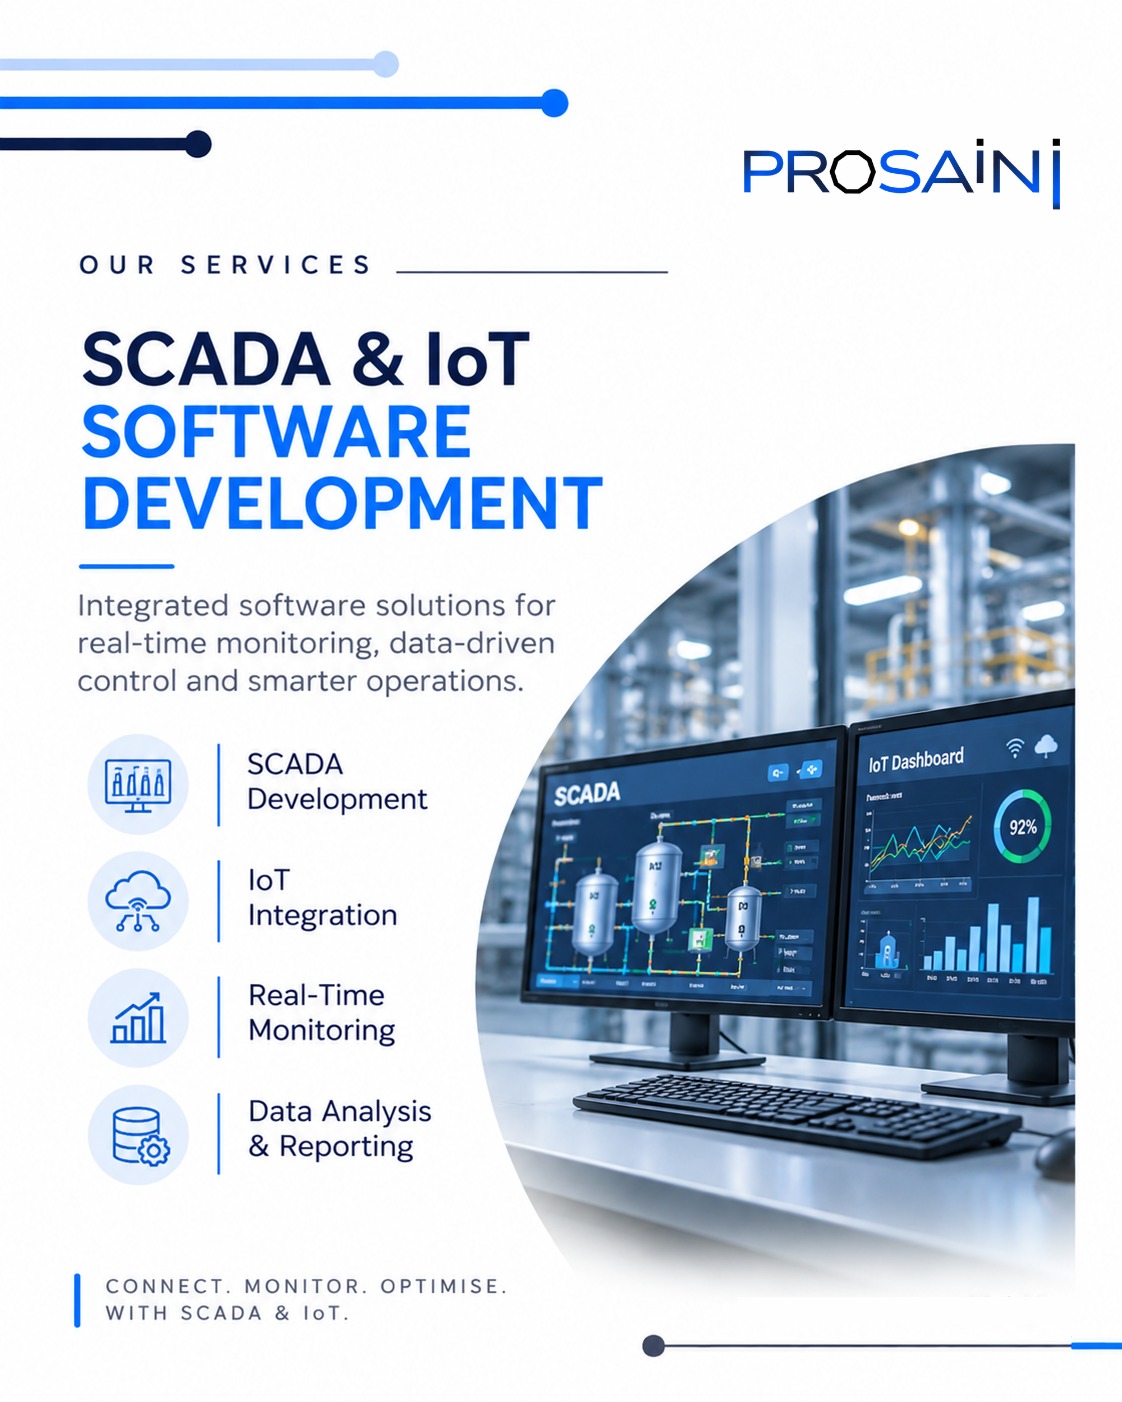 PROSAINJ
OUR SERVICES
SCADA & IoT
SOFTWARE
DEVELOPMENT
Integrated software solutions for
real-time monitoring, data-driven
control and smarter operations.
SCADA
Development
IoT
Integration
Real-Time
Monitoring
Data Analysis
& Reporting
SCADA
IoT Dashboard
92%
CONNECT. MONITOR. OPTIMISE.
WITH SCADA & IoT.